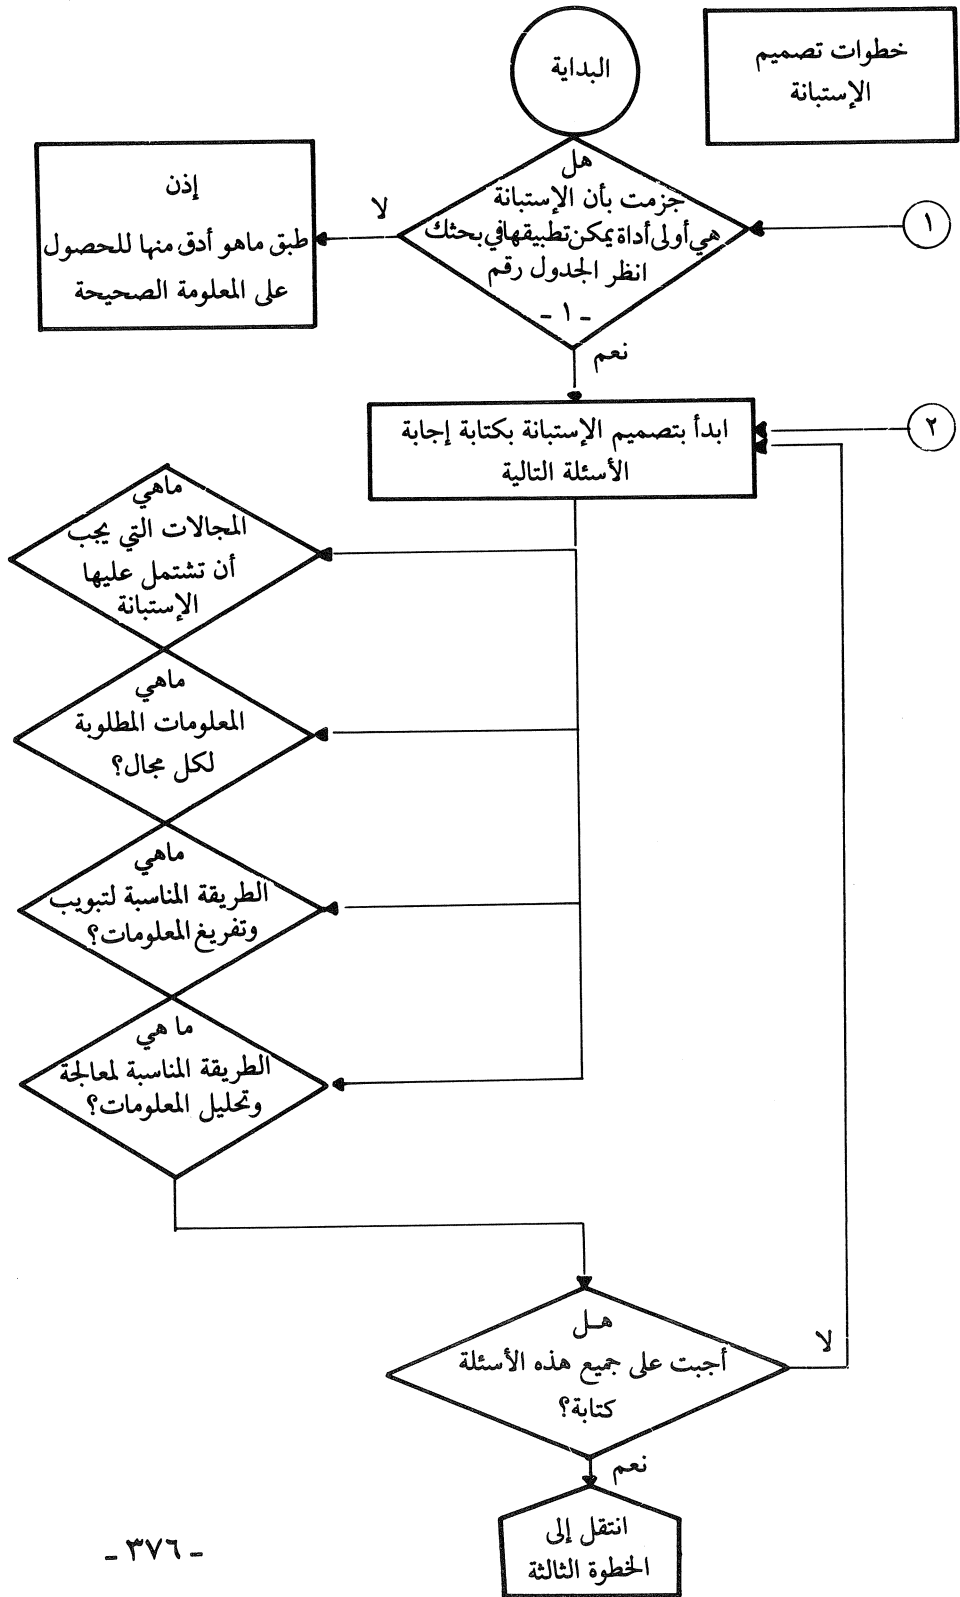 خطوات تصميم
الإستبانة
البداية
هل
جزمت بأن الإستبانة
هي أولى أداة يمكن تطبيقها في بحثك
انظر الجدول رقم
- ١ -
١
لا
إذن
طبق ماهو أدق منها للحصول
على المعلومة الصحيحة
نعم
٢
ابدأ بتصميم الإستبانة بكتابة إجابة
الأسئلة التالية
ماهي
المجالات التي يجب
أن تشتمل عليها
الإستبانة
ماهي
المعلومات المطلوبة
لكل مجال؟
ماهي
الطريقة المناسبة لتبويب
وتفريغ المعلومات؟
ما هي
الطريقة المناسبة لمعالجة
وتحليل المعلومات؟
هـل
أجبت على جميع هذه الأسئلة
كتابة؟
لا
نعم
انتقل إلى
الخطوة الثالثة
- ٣٧٦ -